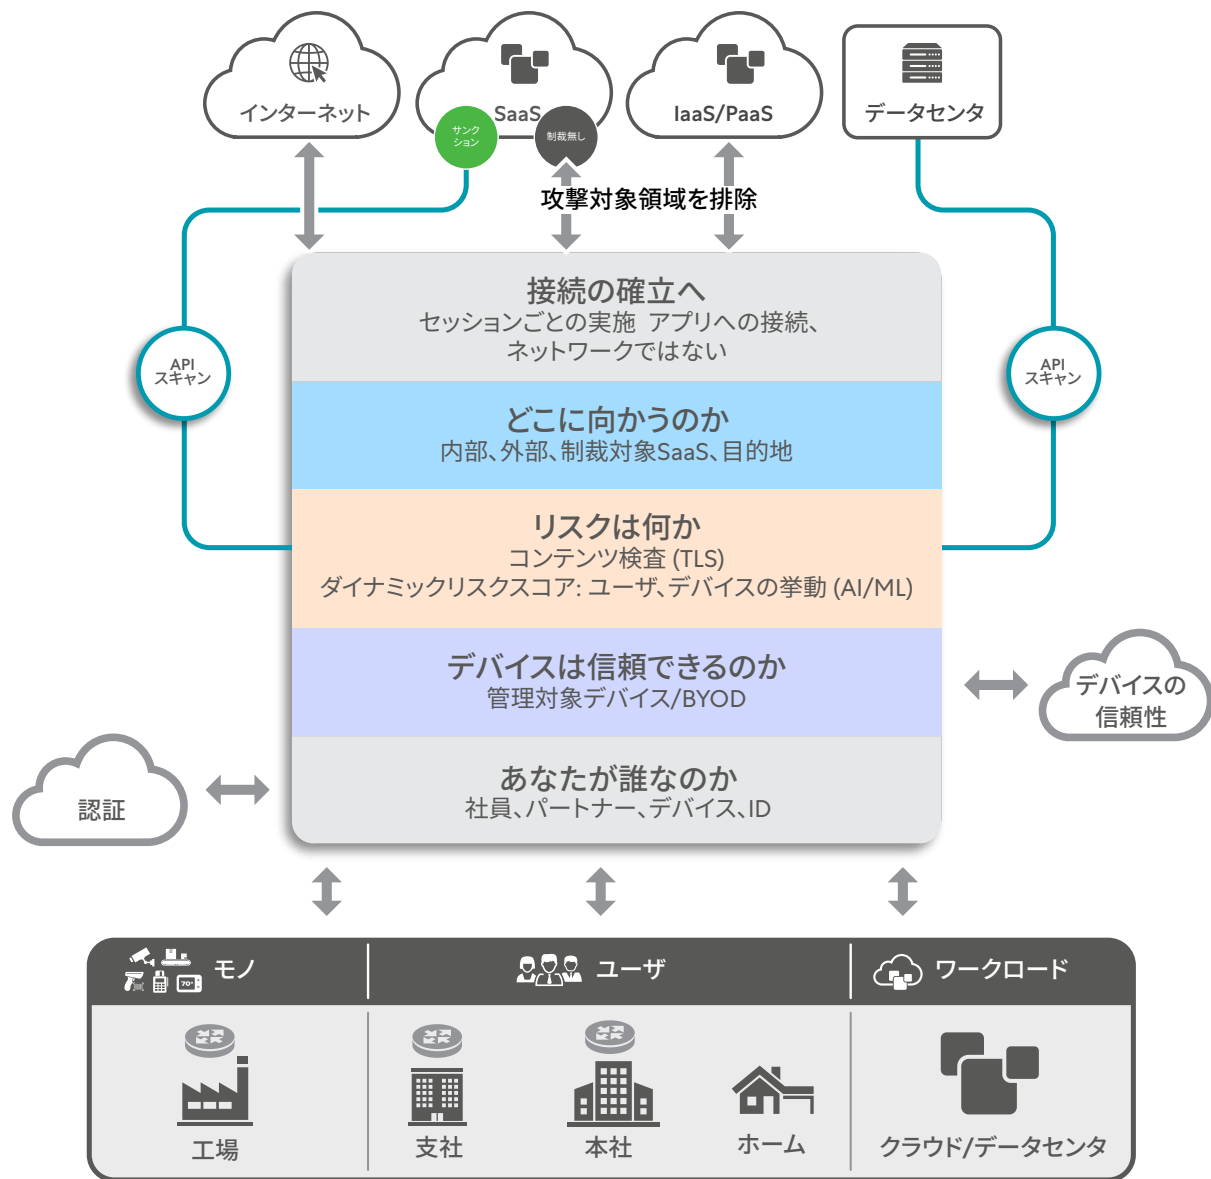 インターネット
SaaS
IaaS/PaaS
データセンタ
サンク
ション
制裁無し
攻撃対象領域を排除
接続の確立へ
セッションごとの実施 アプリへの接続、
ネットワークではない
API
スキャン
API
スキャン
どこに向かうのか
内部、外部、制裁対象SaaS、目的地
リスクは何か
コンテンツ検査 (TLS)
ダイナミックリスクスコア: ユーザ、デバイスの挙動 (AI/ML)
デバイスは信頼できるのか
管理対象デバイス/BYOD
デバイスの
信頼性
あなたが誰なのか
社員、パートナー、デバイス、ID
認証
70°
モノ
ユーザ
ワークロード
工場
支社
本社
ホーム
クラウド/データセンタ